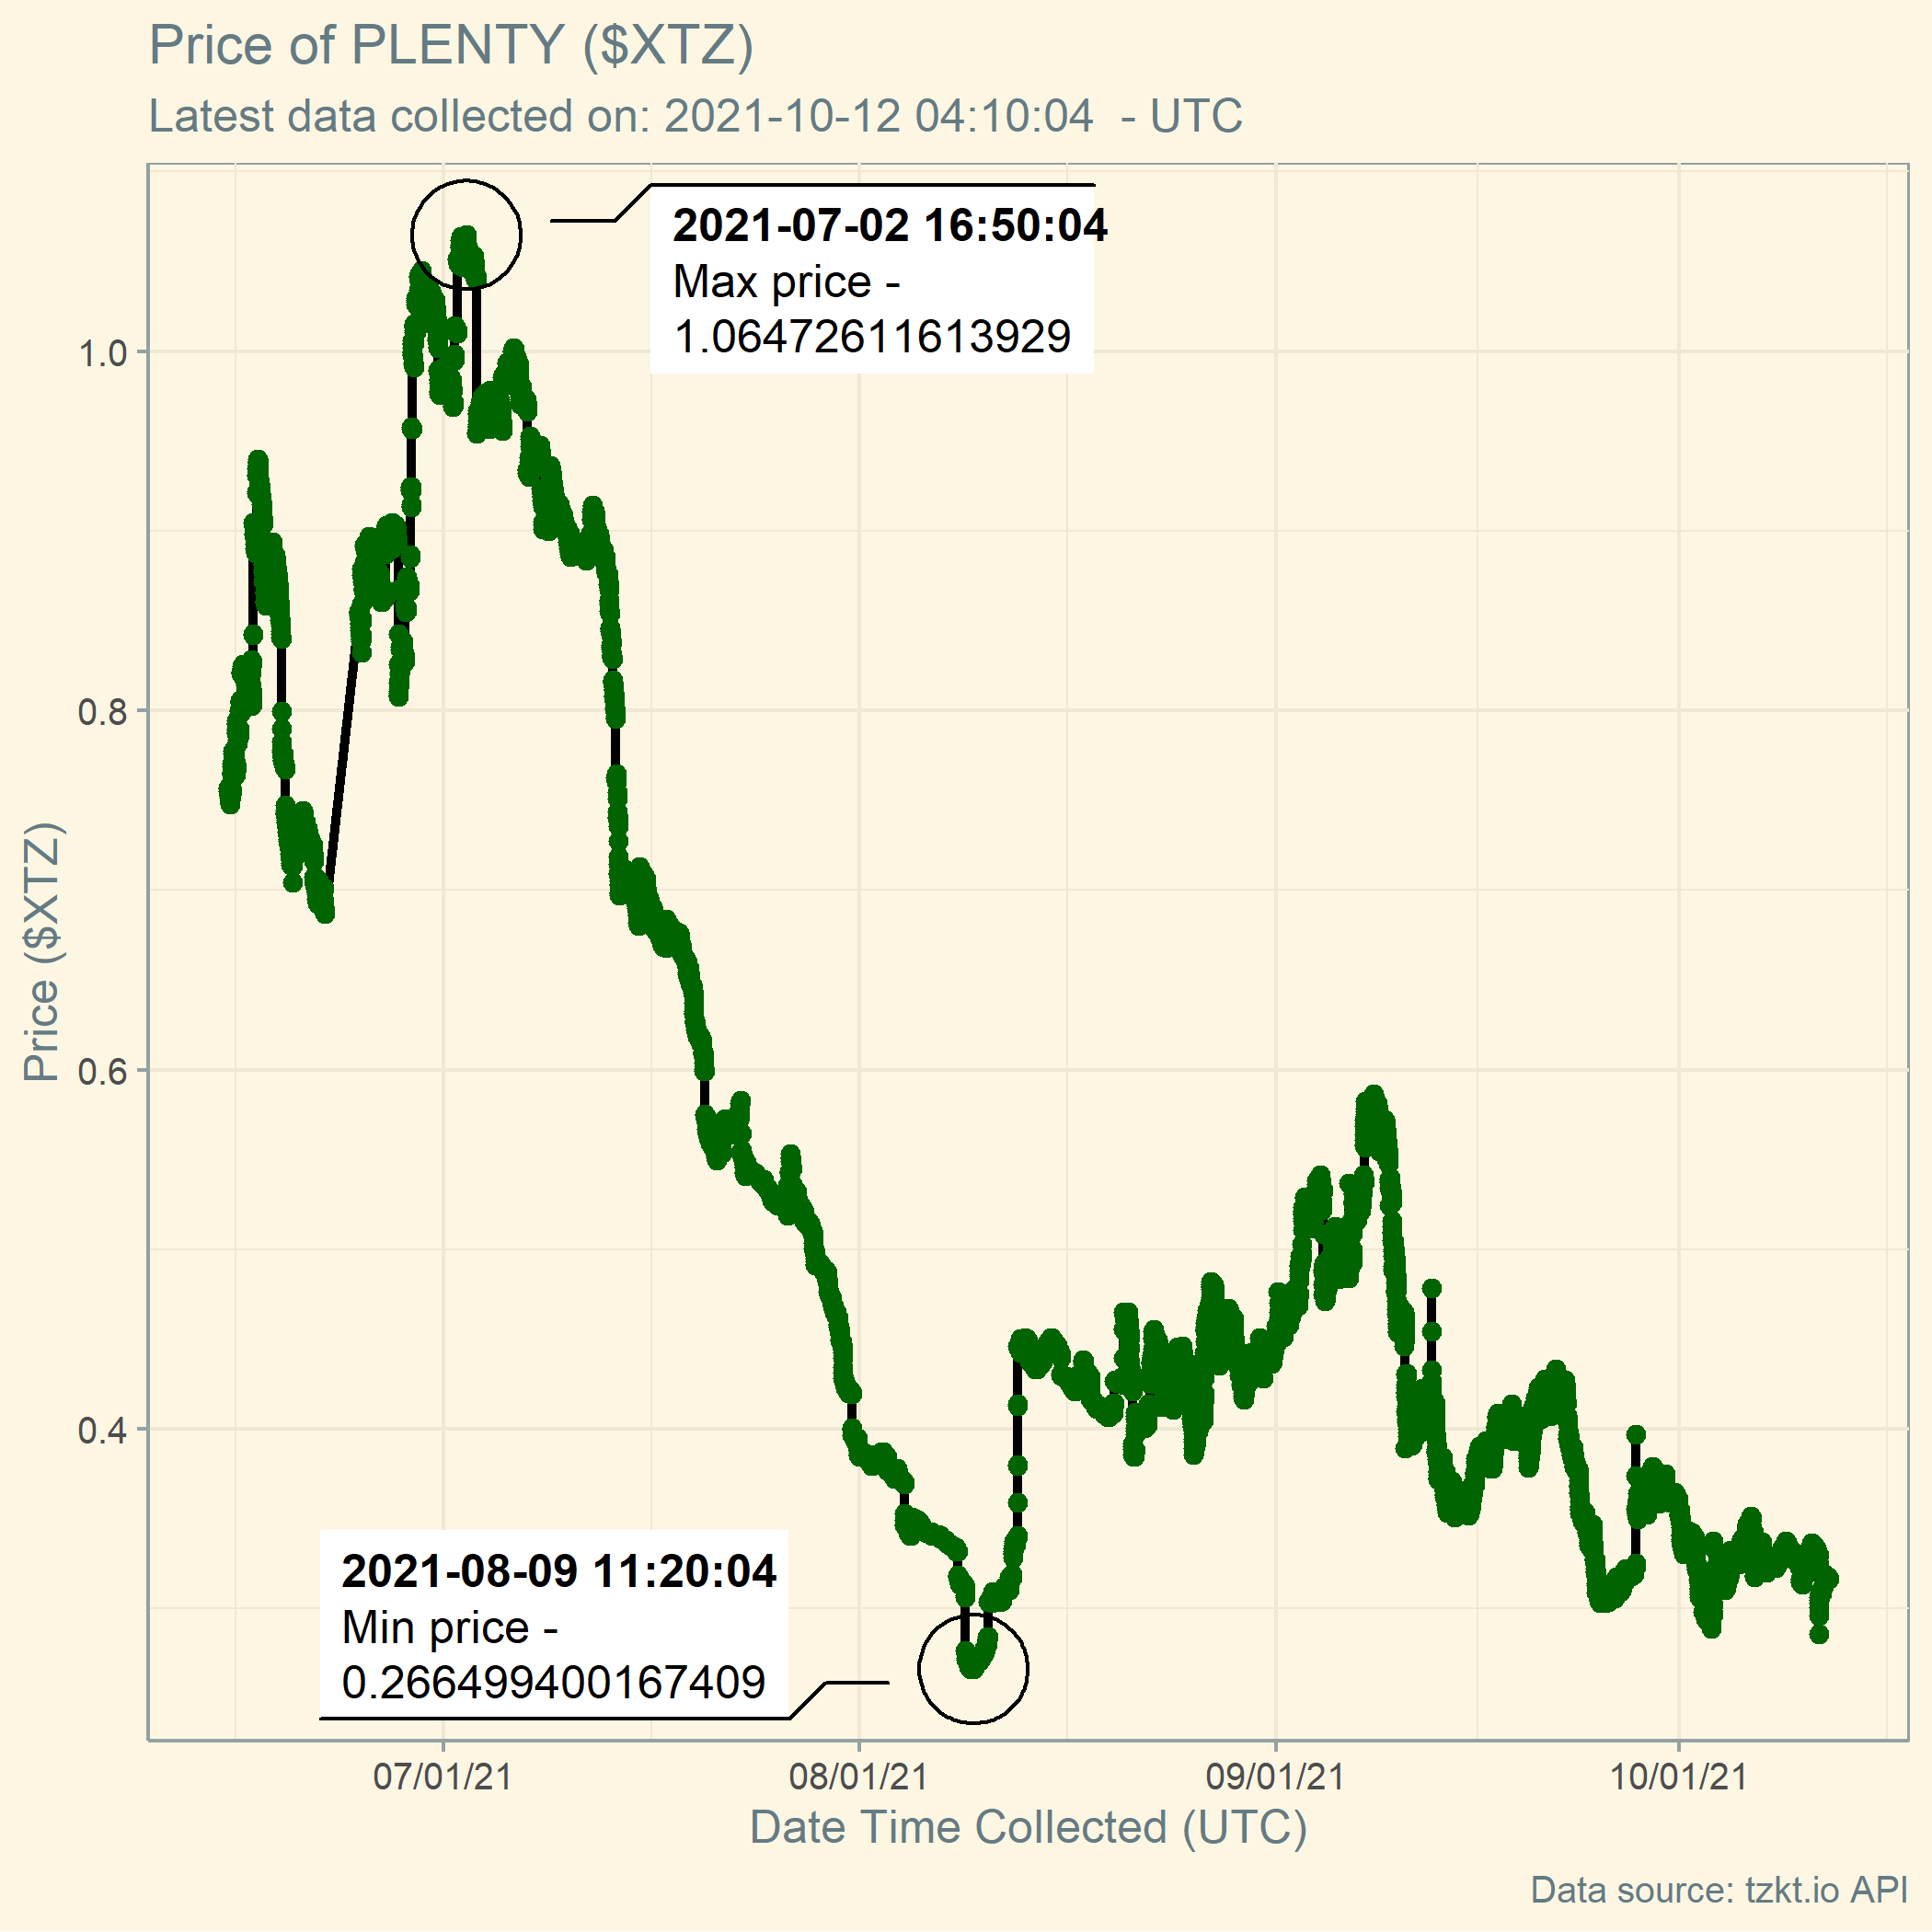 Price of PLENTY ($XTZ)
Latest data collected on: 2021-10-12 04:10:04  - UTC
2021-07-02 16:50:04
Max price -
1.06472611613929
1.0
0.8
0.6
0.4
Price ($XTZ)
2021-08-09 11:20:04
Min price -
0.266499400167409
07/01/21
08/01/21
09/01/21
10/01/21
Date Time Collected (UTC)
Data source: tzkt.io API